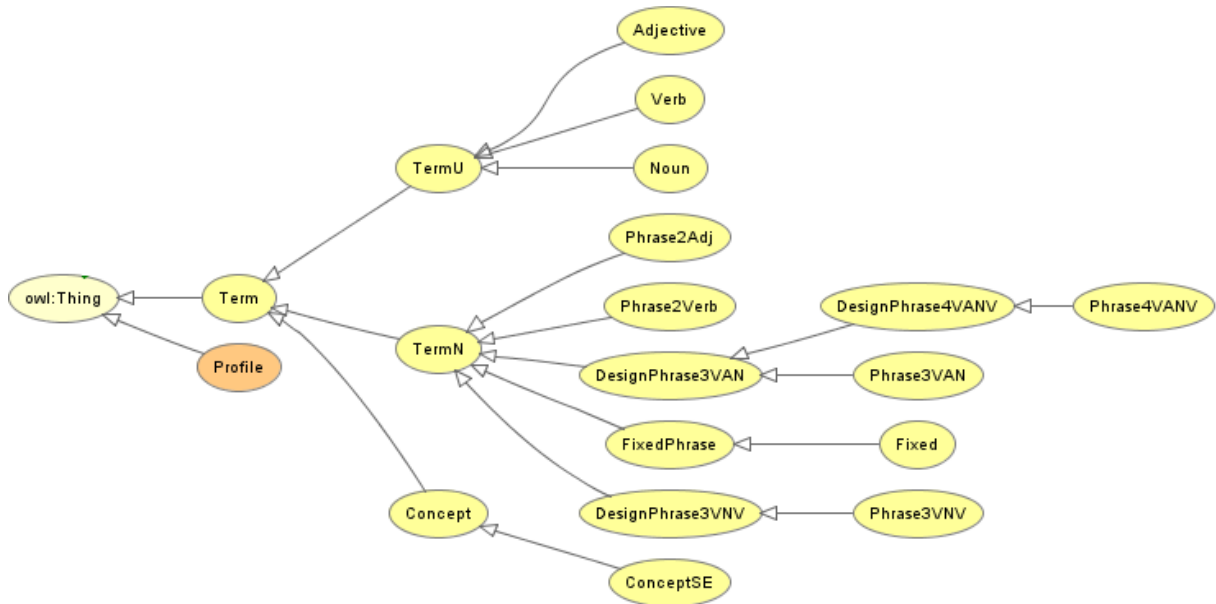 Adjective
Verb
TermU
Noun
Phrase2Adj
owl:Thing
Term
Phrase2Verb
DesignPhrase4VANV
Phrase4VANV
TermN
Profile
DesignPhrase3VAN
Phrase3VAN
FixedPhrase
Fixed
Concept
DesignPhrase3VNV
Phrase3VNV
ConceptSE